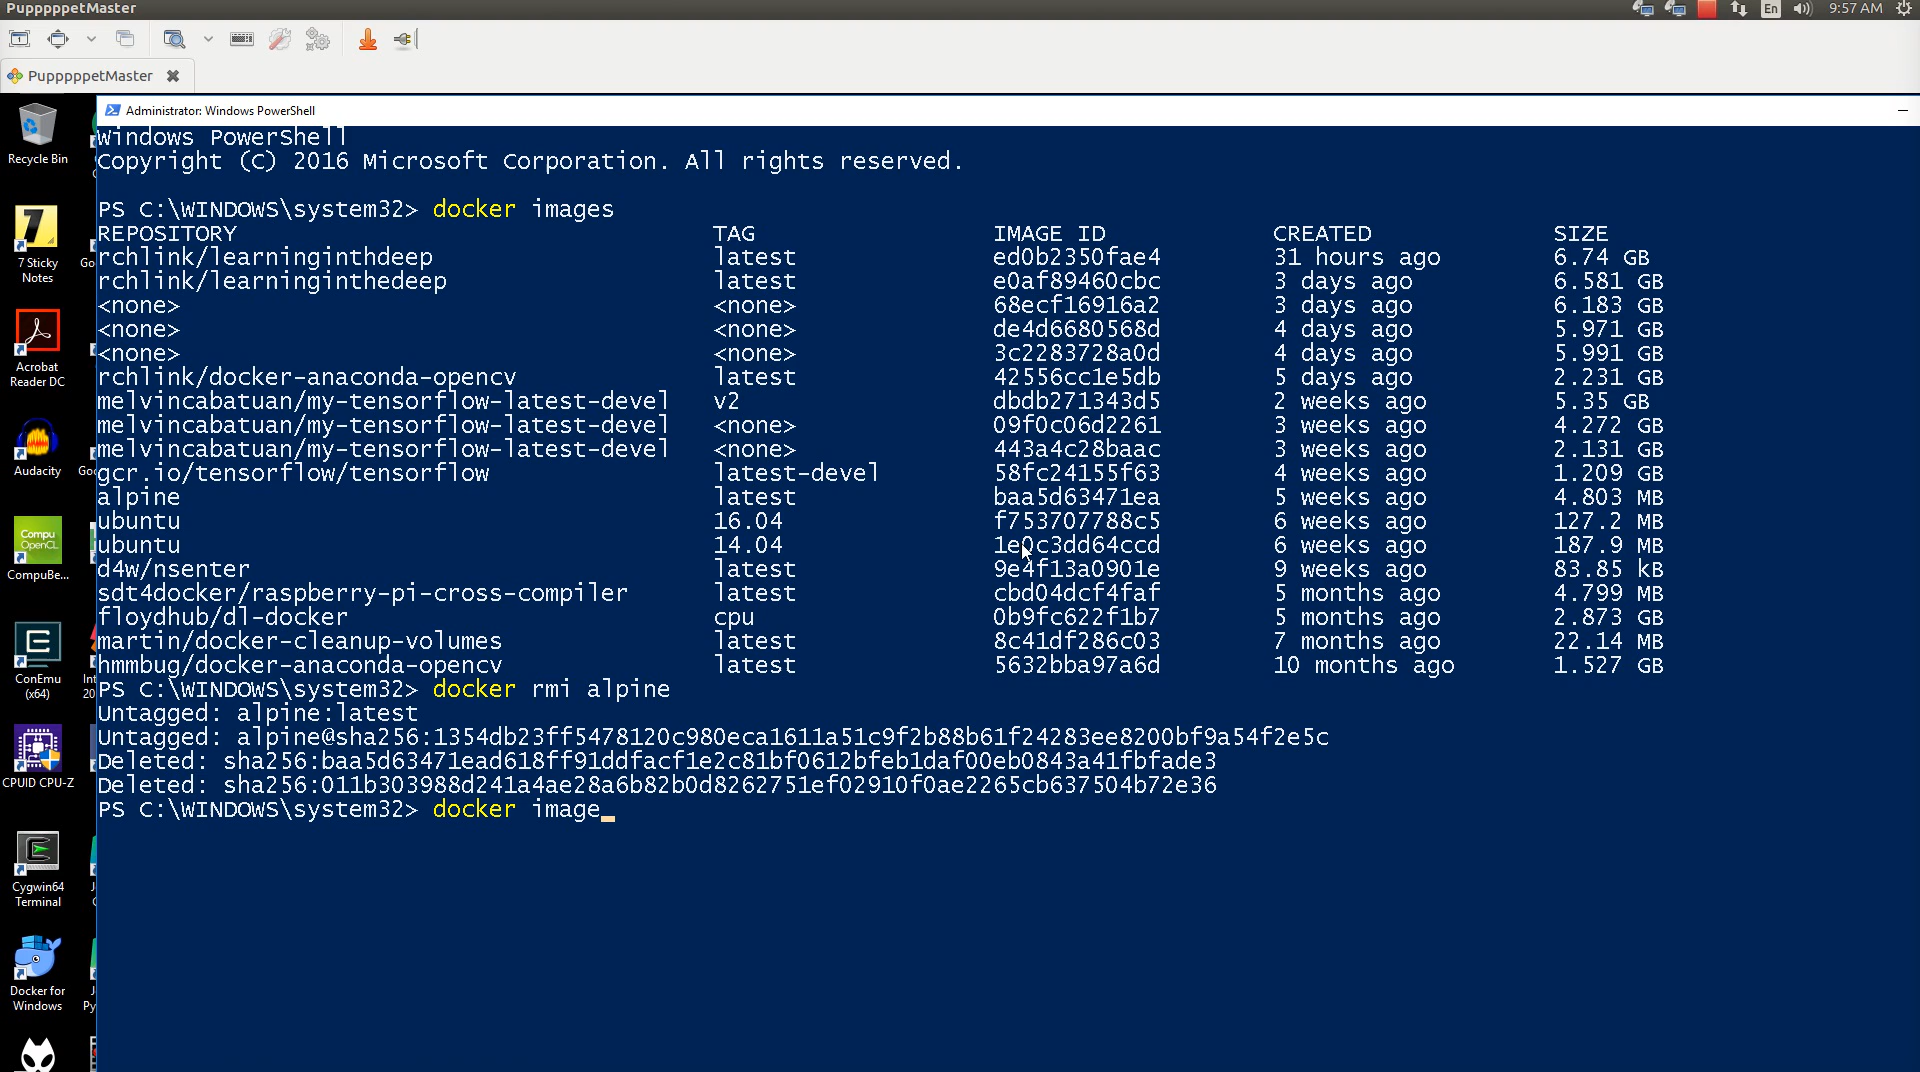 PupppppetMaster
En
9:57 AM
PupppppetMaster
Administrator: Windows PowerShell
Windows PowerShell
Copyright (C) 2016 Microsoft Corporation. All rights reserved.
PS C:\WINDOWS\system32> docker images
REPOSITORY TAG IMAGE ID CREATED SIZE
rchlink/learninginthdeep latest ed0b2350fae4 31 hours ago 6.74 GB
rchlink/learninginthedeep latest e0af89460cbc 3 days ago 6.581 GB
<none> <none> 68ecf16916a2 3 days ago 6.183 GB
<none> <none> de4d6680568d 4 days ago 5.971 GB
<none> <none> 3c2283728a0d 4 days ago 5.991 GB
rchlink/docker-anaconda-opencv latest 42556cc1e5db 5 days ago 2.231 GB
melvincabatuan/my-tensorflow-latest-devel v2 dbdb271343d5 2 weeks ago 5.35 GB
melvincabatuan/my-tensorflow-latest-devel <none> 09f0c06d2261 3 weeks ago 4.272 GB
melvincabatuan/my-tensorflow-latest-devel <none> 443a4c28baac 3 weeks ago 2.131 GB
gcr.io/tensorflow/tensorflow latest-devel 58fc24155f63 4 weeks ago 1.209 GB
alpine latest baa5d63471ea 5 weeks ago 4.803 MB
ubuntu 16.04 f753707788c5 6 weeks ago 127.2 MB
ubuntu 14.04 1e0c3dd64ccd 6 weeks ago 187.9 MB
d4w/nsenter latest 9e4f13a0901e 9 weeks ago 83.85 kB
sdt4docker/raspberry-pi-cross-compiler latest cbd04dcf4faf 5 months ago 4.799 MB
floydhub/dl-docker cpu 0b9fc622f1b7 5 months ago 2.873 GB
martin/docker-cleanup-volumes latest 8c41df286c03 7 months ago 22.14 MB
hmmbug/docker-anaconda-opencv latest 5632bba97a6d 10 months ago 1.527 GB
PS C:\WINDOWS\system32> docker rmi alpine
Untagged: alpine:latest
Untagged: alpine@sha256:1354db23ff5478120c980eca1611a51c9f2b88b61f24283ee8200bf9a54f2e5c
Deleted: sha256:baa5d63471ead618ff91ddfacf1e2c81bf0612bfeb1daf00eb0843a41fbfade3
Deleted: sha256:011b303988d241a4ae28a6b82b0d8262751ef02910f0ae2265cb637504b72e36
PS C:\WINDOWS\system32> docker image
Recycle Bin
7
7 Sticky
Notes
Go
Acrobat
Reader DC
Audacity
Goo
Compu
OpenCL
CompuBe...
ConEmu
(x64)
Int
20
CPUID CPU-Z
Cygwin64
Terminal
Docker for
Windows
J
Py